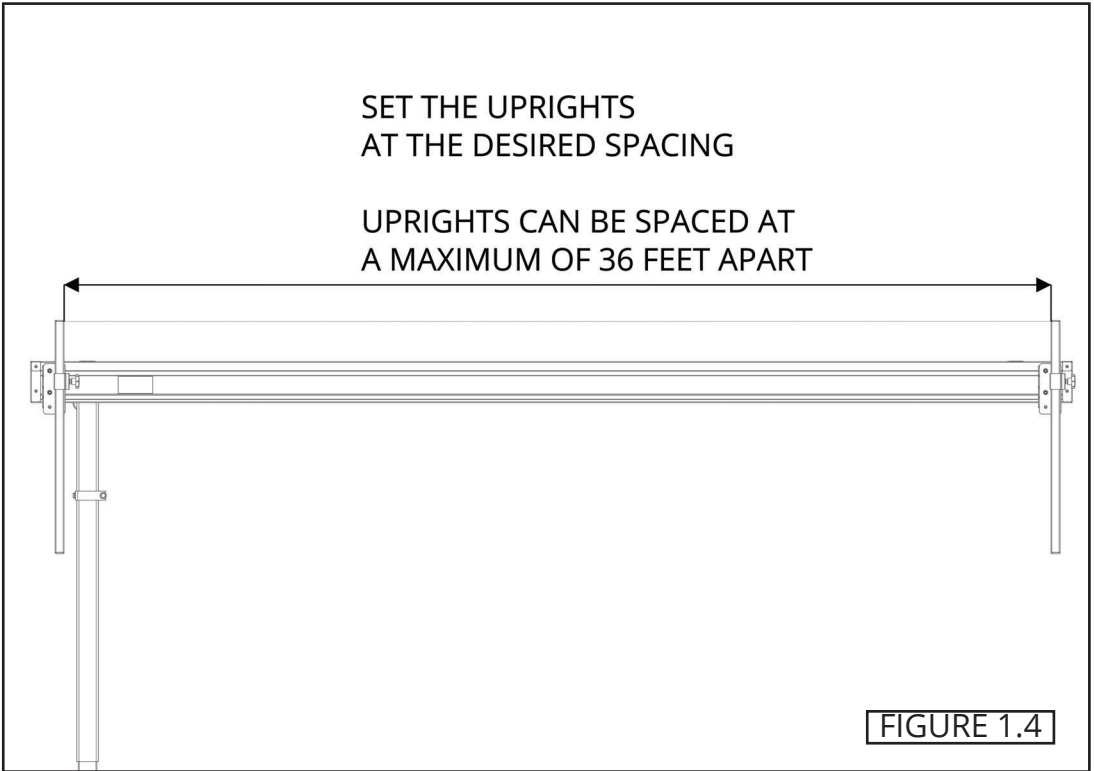 SET THE UPRIGHTS
AT THE DESIRED SPACING
UPRIGHTS CAN BE SPACED AT
A MAXIMUM OF 36 FEET APART
FIGURE 1.4